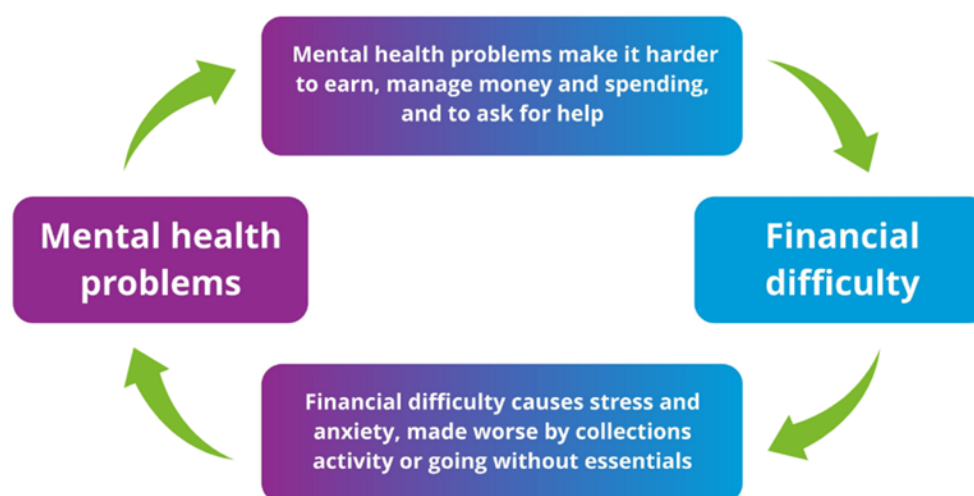 Mental health problems make it harder
to earn, manage money and spending,
and to ask for help
Mental health
problems
Financial
difficulty
Financial difficulty causes stress and
anxiety, made worse by collections
activity or going without essentials